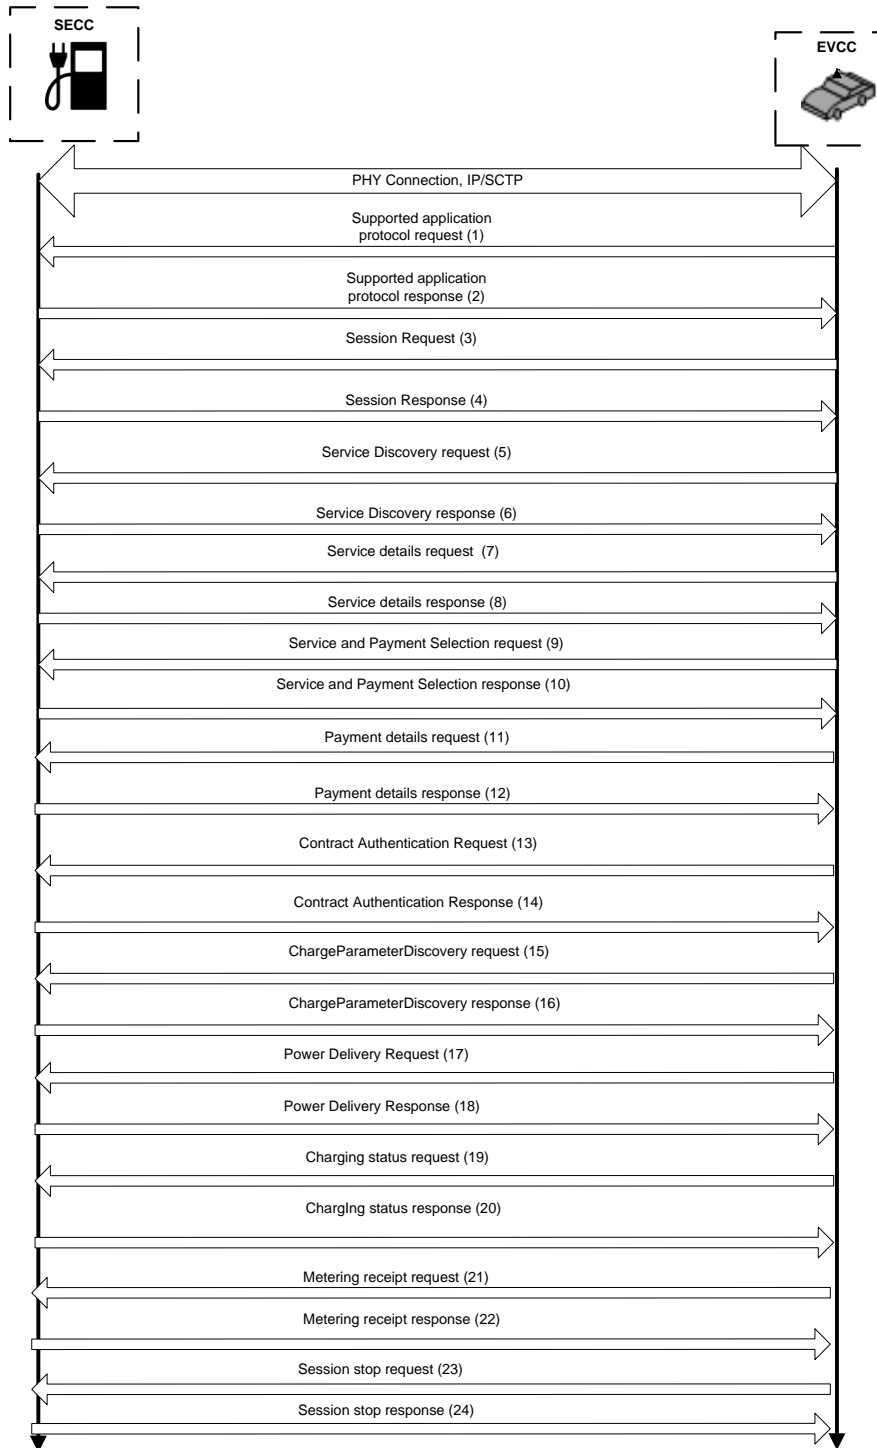 SECC
EVCC
PHY Connection, IP/SCTP
Supported application
protocol request (1)
Supported application
protocol response (2)
Session Request (3)
Session Response (4)
Service Discovery request (5)
Service Discovery response (6)
Service details request  (7)
Service details response (8)
Service and Payment Selection request (9)
Service and Payment Selection response (10)
Payment details request (11)
Payment details response (12)
Contract Authentication Request (13)
Contract Authentication Response (14)
ChargeParameterDiscovery request (15)
ChargeParameterDiscovery response (16)
Power Delivery Request (17)
Power Delivery Response (18)
Charging status request (19)
ChargIng status response (20)
Metering receipt request (21)
Metering receipt response (22)
Session stop request (23)
Session stop response (24)